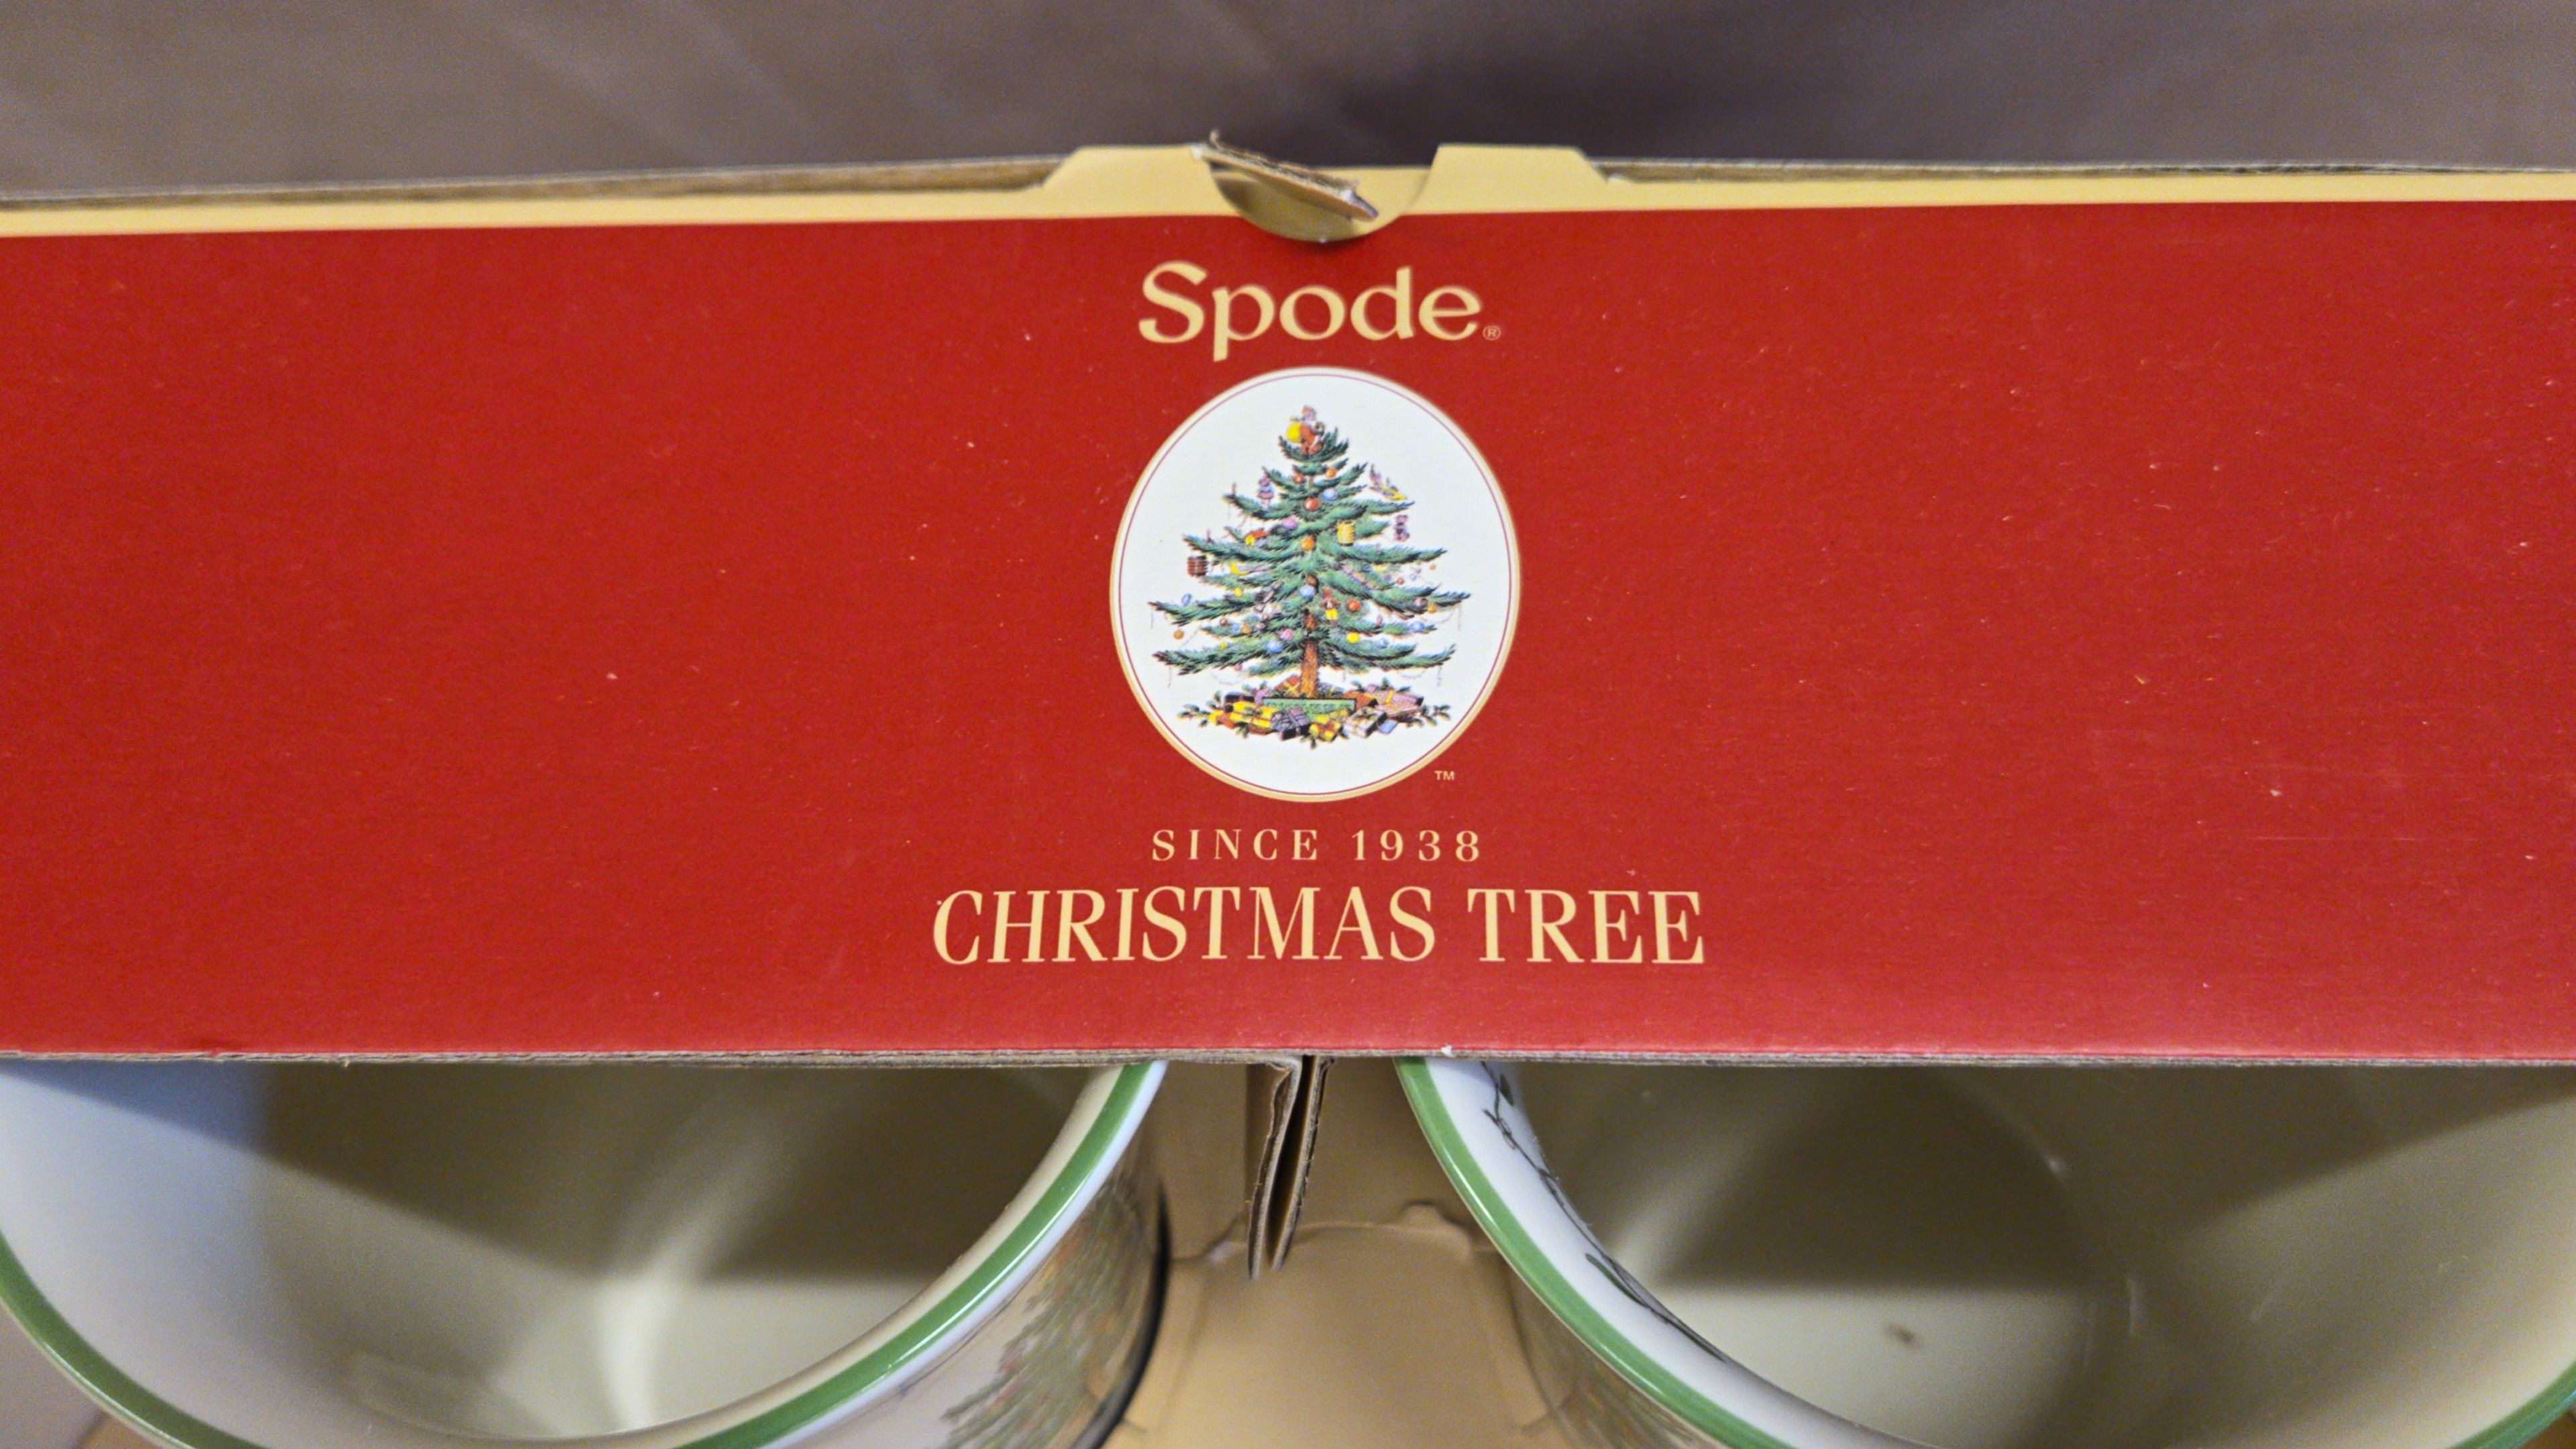 Spode®
TM
SINCE 1938
CHRISTMAS TREE